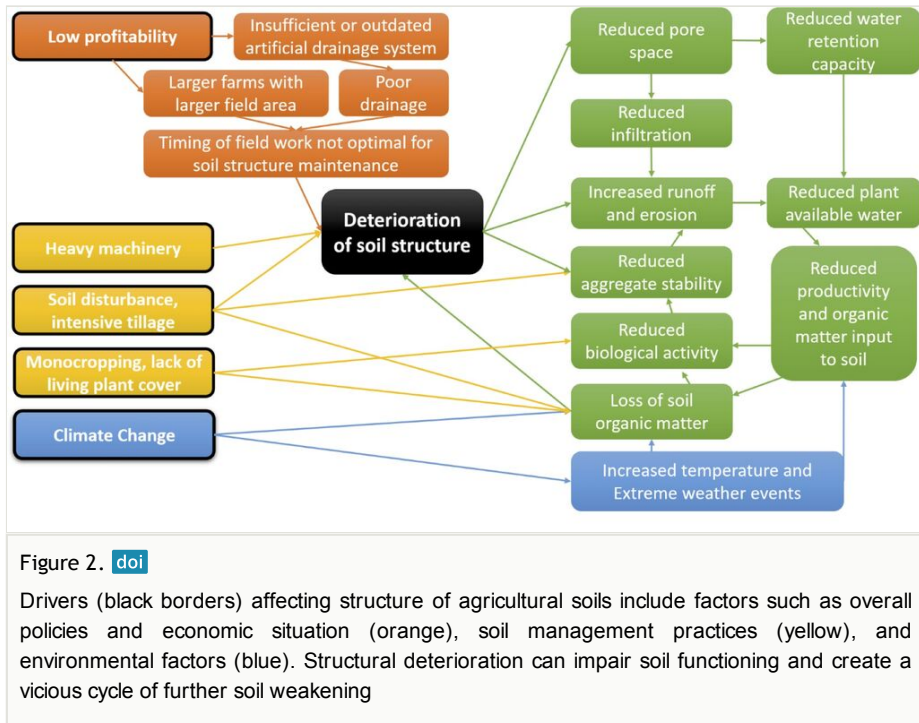 Low profitability
Insufficient or outdated
artificial drainage system
Larger farms with
larger field area
Poor
drainage
Timing of field work not optimal for
soil structure maintenance
Heavy machinery
Soil disturbance,
intensive tillage
Monocropping, lack of
living plant cover
Climate Change
Deterioration
of soil structure
Reduced pore
space
Reduced water
retention
capacity
Reduced
infiltration
Increased runoff
and erosion
Reduced plant
available water
Reduced
aggregate stability
Reduced
productivity
and organic
matter input
to soil
Reduced
biological activity
Loss of soil
organic matter
Increased temperature and
Extreme weather events
Figure 2. doi
Drivers (black borders) affecting structure of agricultural soils include factors such as overall
policies and economic situation (orange), soil management practices (yellow), and
environmental factors (blue). Structural deterioration can impair soil functioning and create a
vicious cycle of further soil weakening